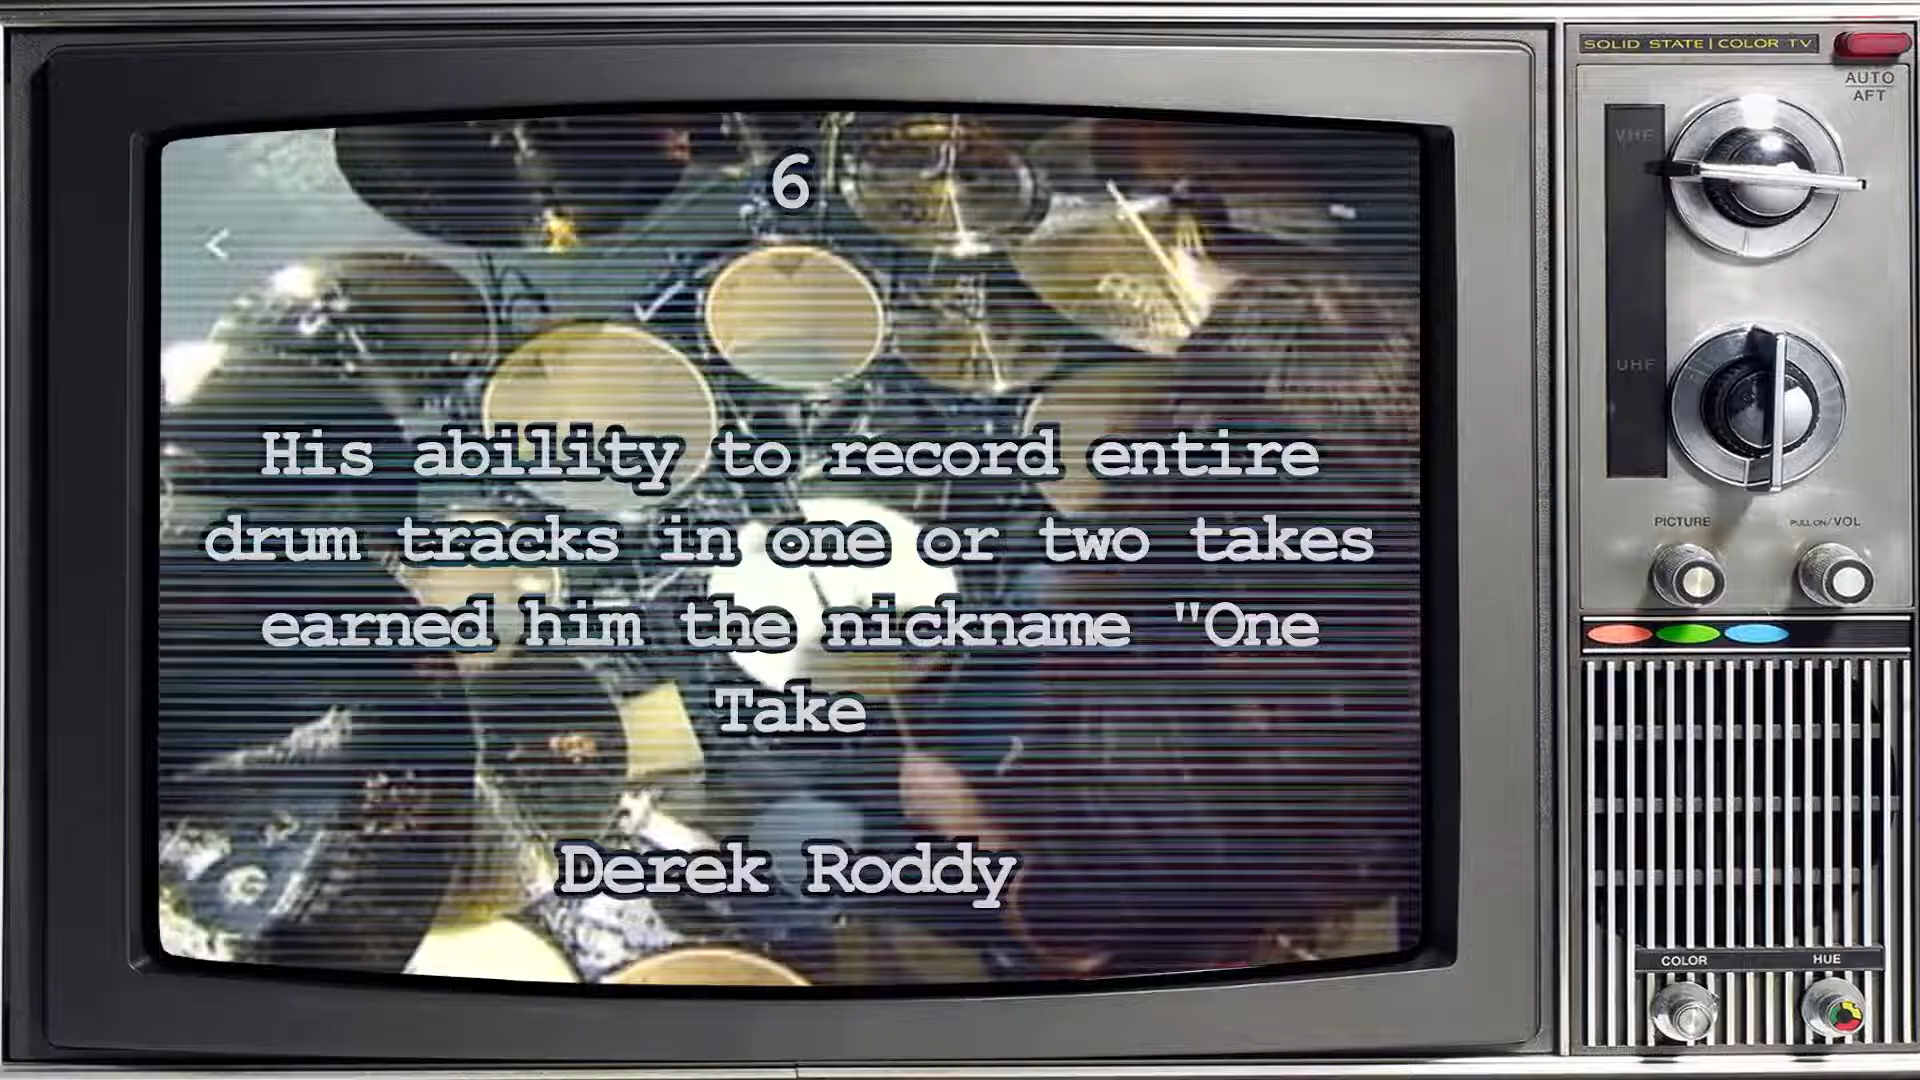 SOLID STATE | COLOR TV
AUTO
AFT
VHF
UHF
PICTURE
PULL ON/VOL
COLOR
HUE
6
<
His ability to record entire
drum tracks in one or two takes
earned him the nickname "One
Take
Derek Roddy